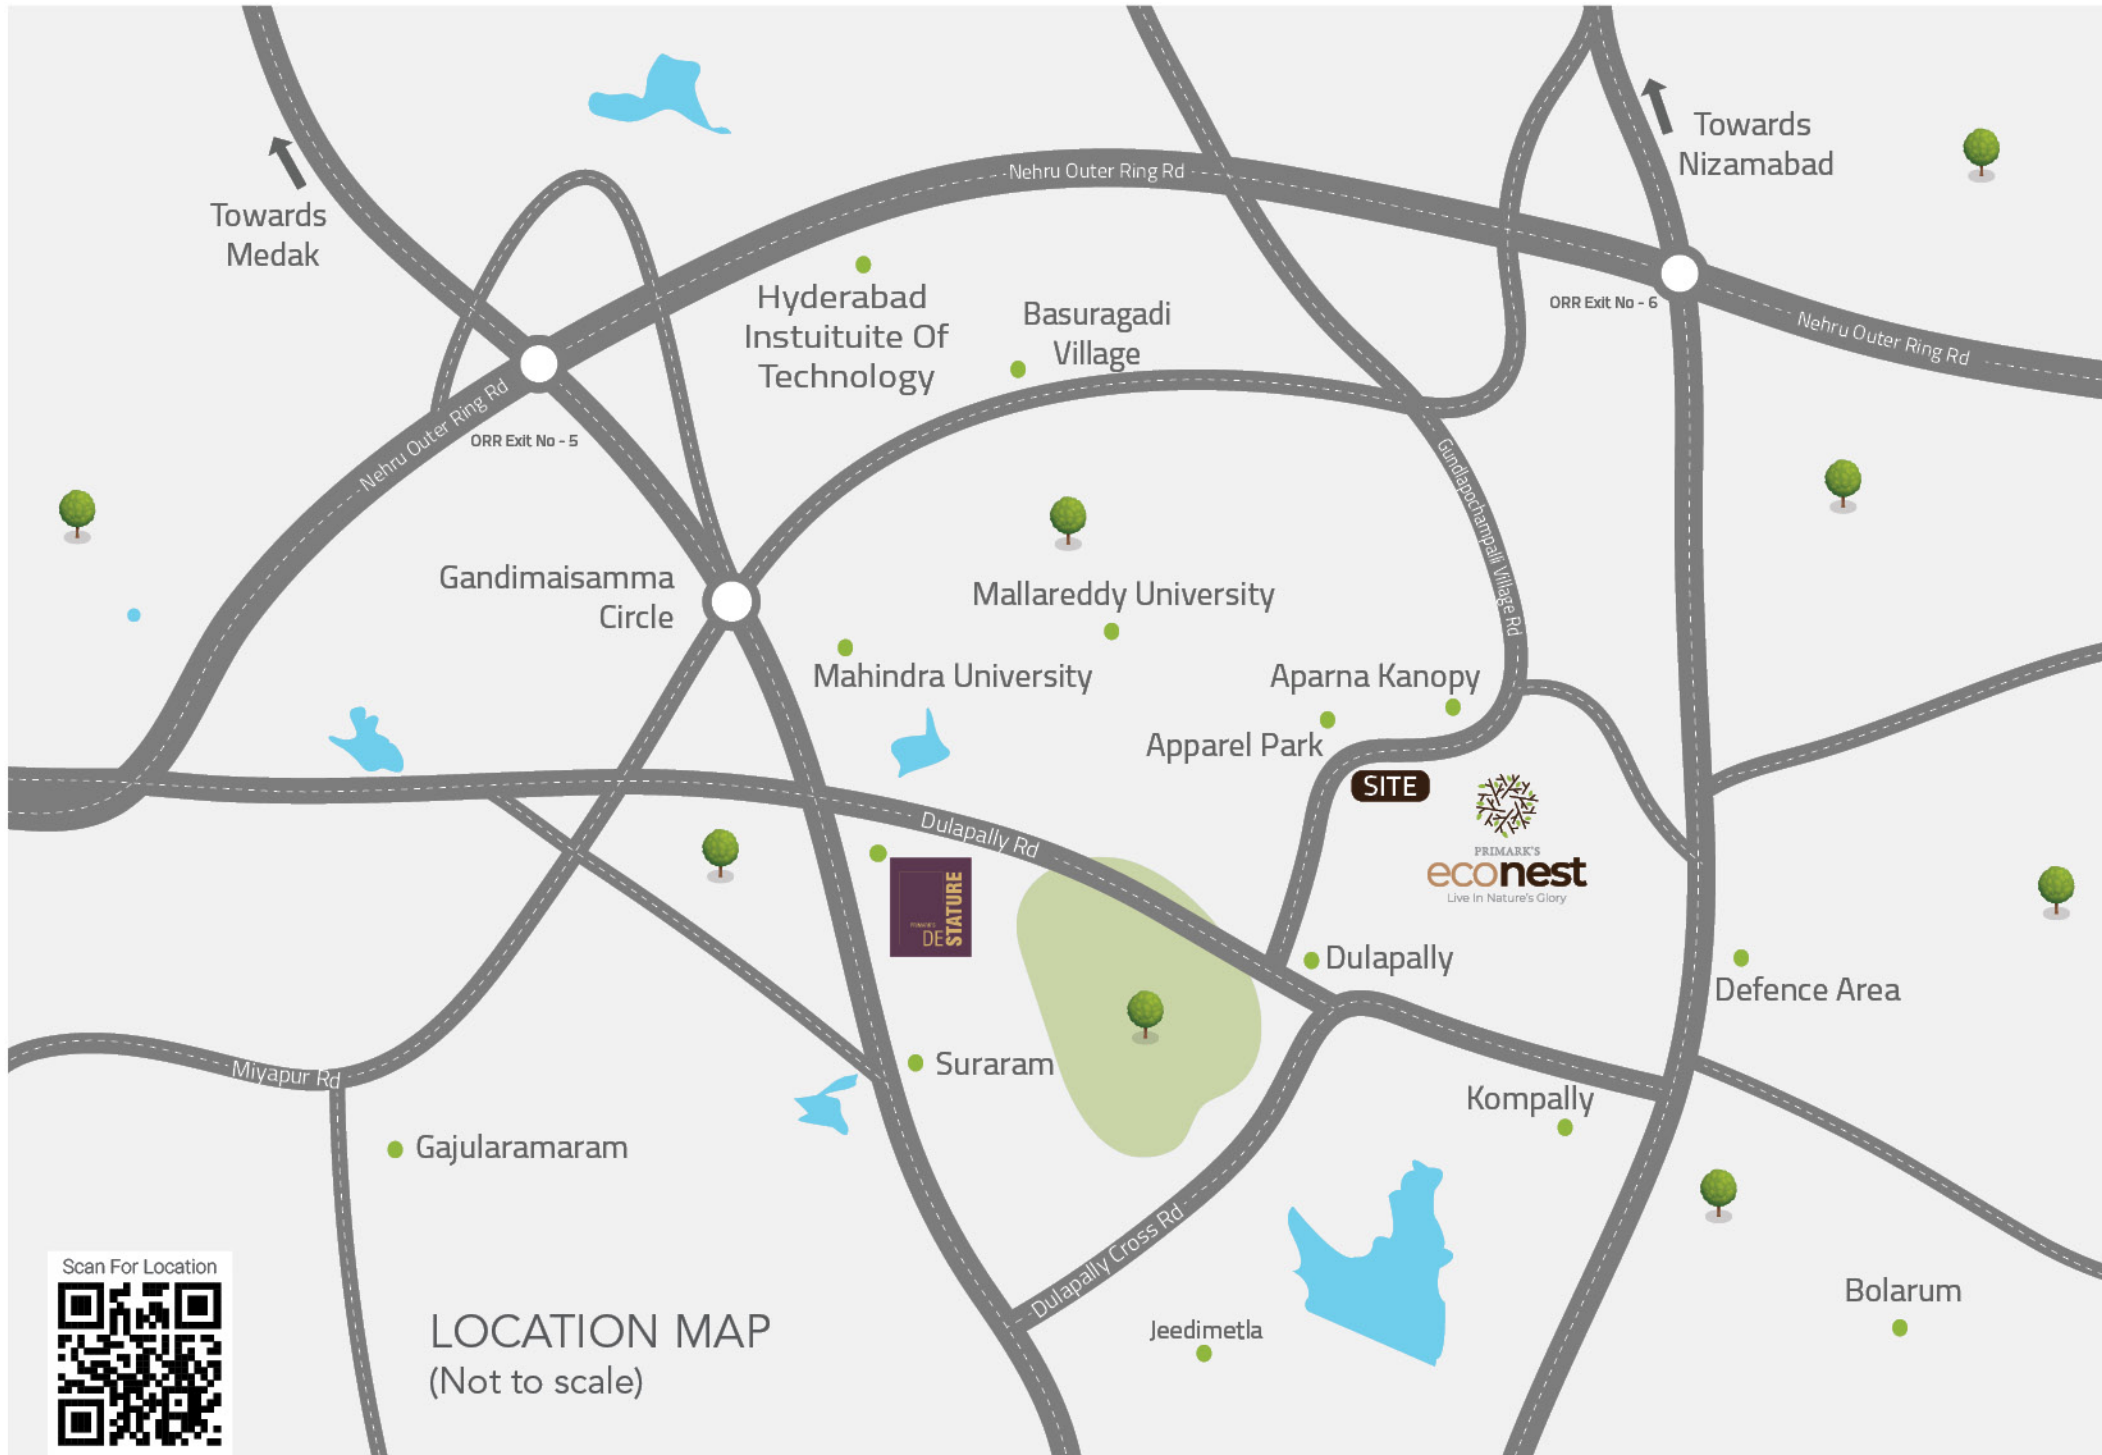 Towards
Nizamabad
Nehru Outer Ring Rd
Towards
Medak
Hyderabad
Instuituite Of
Technology
Basuragadi
Village
ORR Exit No - 6
Nehru Outer Ring Rd
Nehru Outer Ring Rd
ORR Exit No - 5
Gundlapochampalli Village Rd
Gandimaisamma
Circle
Mallareddy University
Mahindra University
Aparna Kanopy
Apparel Park
SITE
Dulapally Rd
PRIMARK'S
econest
Live In Nature's Glory
PRIMARK'S
DE STATURE
Dulapally
Defence Area
Suraram
Miyapur Rd
Kompally
Gajularamaram
Dulapally Cross Rd
Scan For Location
Bolarum
LOCATION MAP
(Not to scale)
Jeedimetla